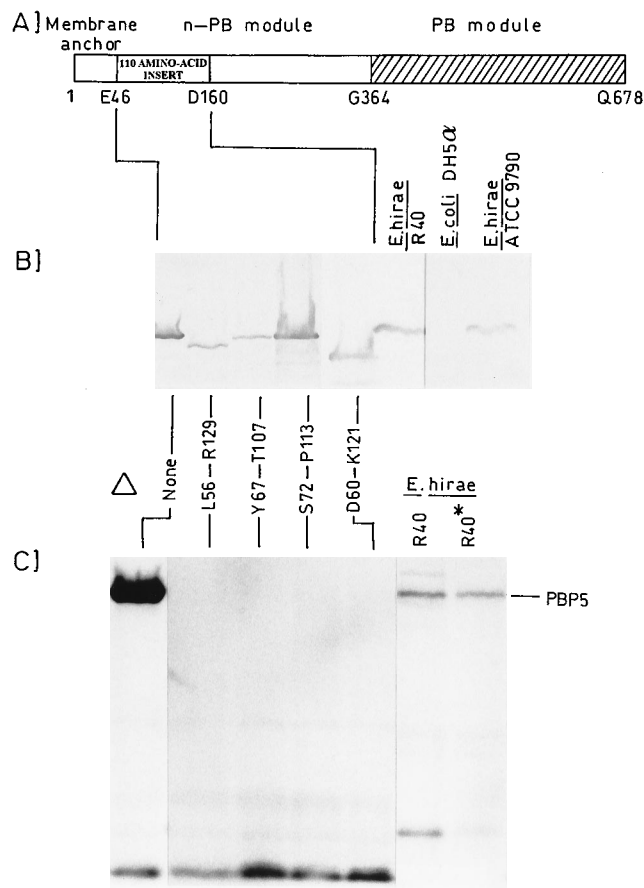 A]
Membrane anchor
n-PB module
PB module
110 AMINO-ACID INSERT
1
E46
D160
G364
Q678
E.hirae R40
E.coli DH5α
E.hirae ATCC 9790
B]
△
None
L56-R129
Y67-T107
S72-P113
D60-K121
E. hirae
R40
R40*
C]
PBP5